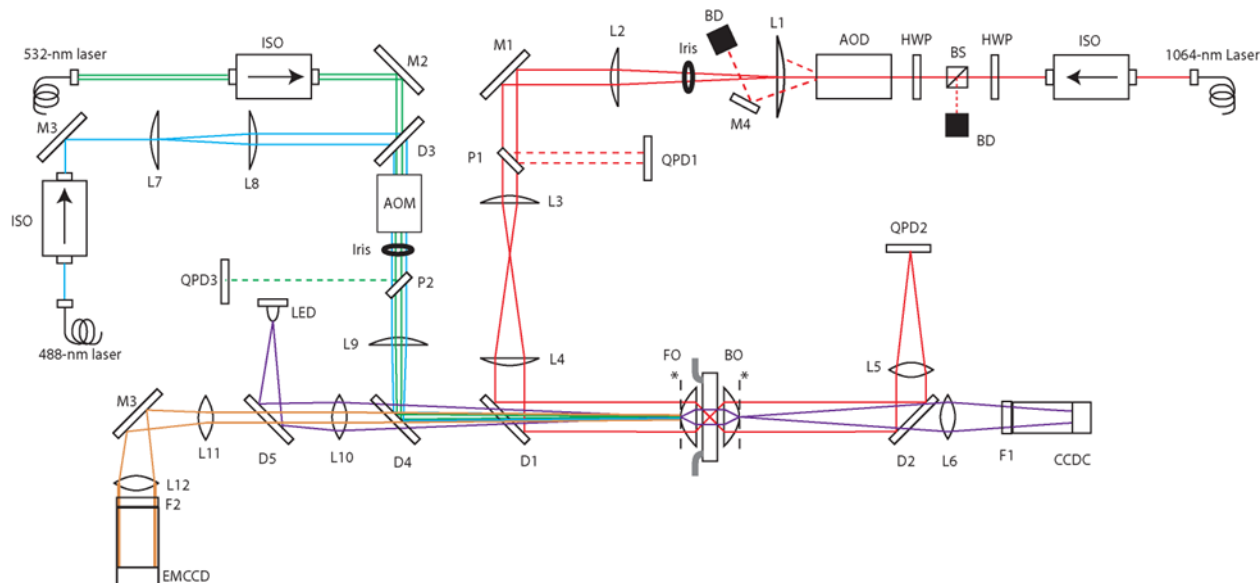 532-nm laser
ISO
M2
M1
L2
Iris
BD
L1
AOD
HWP
BS
HWP
ISO
1064-nm Laser
M3
L7
L8
D3
M4
BD
P1
QPD1
ISO
AOM
L3
Iris
QPD3
P2
QPD2
LED
488-nm laser
L9
L4
FO
BO
* *
L5
M3
L11
D5
L10
D4
D1
D2
L6
F1
CCDC
L12
F2
EMCCD